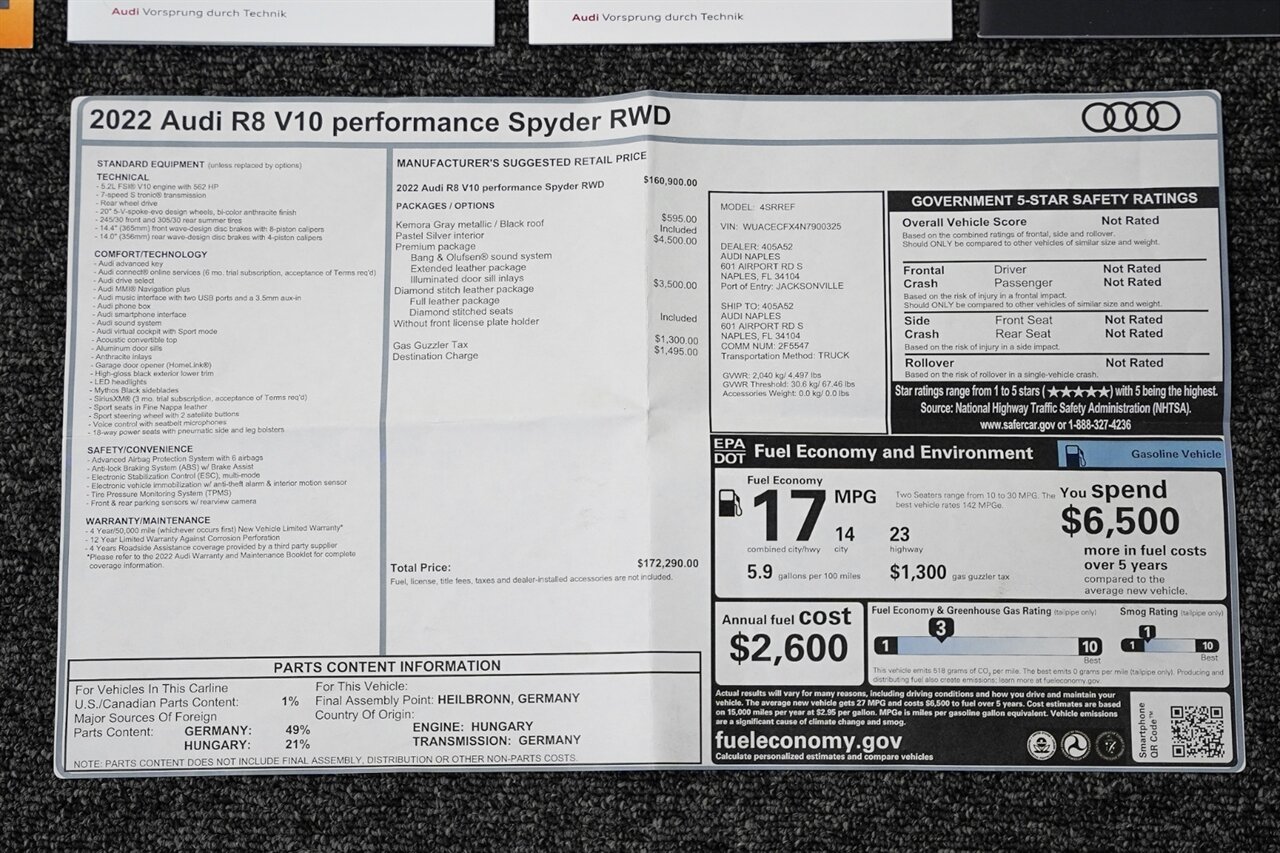 Audi Vorsprung durch Technik
Audi Vorsprung durch Technik
2022 Audi R8 V10 performance Spyder RWD
STANDARD EQUIPMENT (unless replaced by options)
TECHNICAL
- 5.2L FSI® V10 engine with 562 HP
- 7-speed S tronic® transmission
- Rear wheel drive
- 20" 5-V-spoke-evo design wheels, bi-color anthracite finish
- 245/30 front and 305/30 rear summer tires
- 14.4" (365mm) front wave-design disc brakes with 8-piston calipers
- 14.0" (356mm) rear wave-design disc brakes with 4-piston calipers
COMFORT/TECHNOLOGY
- Audi advanced key
- Audi connect® online services (6 mo. trial subscription, acceptance of Terms req'd)
- Audi drive select
- Audi MMI® Navigation plus
- Audi music interface with two USB ports and a 3.5mm aux-in
- Audi phone box
- Audi smartphone interface
- Audi sound system
- Audi virtual cockpit with Sport mode
- Acoustic convertible top
- Aluminum door sills
- Anthracite inlays
- Garage door opener (HomeLink®)
- High-gloss black exterior lower trim
- LED headlights
- Mythos Black sideblades
- SiriusXM® (3 mo. trial subscription, acceptance of Terms req'd)
- Sport seats in Fine Nappa leather
- Sport steering wheel with 2 satellite buttons
- Voice control with seatbelt microphones
- 18-way power seats with pneumatic side and leg bolsters
SAFETY/CONVENIENCE
- Advanced Airbag Protection System with 6 airbags
- Anti-lock Braking System (ABS) w/ Brake Assist
- Electronic Stabilization Control (ESC), multi-mode
- Electronic vehicle immobilization w/ anti-theft alarm & interior motion sensor
- Tire Pressure Monitoring System (TPMS)
- Front & rear parking sensors w/ rearview camera
WARRANTY/MAINTENANCE
- 4 Year/50,000 mile (whichever occurs first) New Vehicle Limited Warranty*
- 12 Year Limited Warranty Against Corrosion Perforation
- 4 Years Roadside Assistance coverage provided by a third party supplier
*Please refer to the 2022 Audi Warranty and Maintenance Booklet for complete
coverage information.
MANUFACTURER'S SUGGESTED RETAIL PRICE
2022 Audi R8 V10 performance Spyder RWD $160,900.00
PACKAGES / OPTIONS
Kemora Gray metallic / Black roof $595.00
Pastel Silver interior Included
Premium package $4,500.00
Bang & Olufsen® sound system
Extended leather package
Illuminated door sill inlays
Diamond stitch leather package $3,500.00
Full leather package
Diamond stitched seats
Without front license plate holder Included
Gas Guzzler Tax $1,300.00
Destination Charge $1,495.00
Total Price: $172,290.00
Fuel, license, title fees, taxes and dealer-installed accessories are not included.
MODEL: 4SRREF
VIN: WUACECFX4N7900325
DEALER: 405A52
AUDI NAPLES
601 AIRPORT RD S
NAPLES, FL 34104
Port of Entry: JACKSONVILLE
SHIP TO: 405A52
AUDI NAPLES
601 AIRPORT RD S
NAPLES, FL 34104
COMM NUM: 2F5547
Transportation Method: TRUCK
GVWR: 2,040 kg/ 4,497 lbs
GVWR Threshold: 30.6 kg/ 67.46 lbs
Accessories Weight: 0.0 kg/ 0.0 lbs
GOVERNMENT 5-STAR SAFETY RATINGS
Overall Vehicle Score Not Rated
Based on the combined ratings of frontal, side and rollover.
Should ONLY be compared to other vehicles of similar size and weight.
Frontal Driver Not Rated
Crash Passenger Not Rated
Based on the risk of injury in a frontal impact.
Should ONLY be compared to other vehicles of similar size and weight.
Side Front Seat Not Rated
Crash Rear Seat Not Rated
Based on the risk of injury in a side impact.
Rollover Not Rated
Based on the risk of rollover in a single-vehicle crash.
Star ratings range from 1 to 5 stars (★★★★★) with 5 being the highest.
Source: National Highway Traffic Safety Administration (NHTSA).
www.safercar.gov or 1-888-327-4236
EPA
DOT Fuel Economy and Environment Gasoline Vehicle
Fuel Economy
17 MPG
combined city/hwy
14
city
23
highway
5.9 gallons per 100 miles
$1,300 gas guzzler tax
Two Seaters range from 10 to 30 MPG. The
best vehicle rates 142 MPGe.
You spend
$6,500
more in fuel costs
over 5 years
compared to the
average new vehicle.
Annual fuel cost
$2,600
Fuel Economy & Greenhouse Gas Rating (tailpipe only)
3
1 10
Best
Smog Rating (tailpipe only)
1
1 10
Best
This vehicle emits 518 grams of CO2 per mile. The best emits 0 grams per mile (tailpipe only). Producing and
distributing fuel also create emissions; learn more at fueleconomy.gov.
Actual results will vary for many reasons, including driving conditions and how you drive and maintain your
vehicle. The average new vehicle gets 27 MPG and costs $6,500 to fuel over 5 years. Cost estimates are based
on 15,000 miles per year at $2.95 per gallon. MPGe is miles per gasoline gallon equivalent. Vehicle emissions
are a significant cause of climate change and smog.
fueleconomy.gov
Calculate personalized estimates and compare vehicles
Smartphone
QR Code™
PARTS CONTENT INFORMATION
For Vehicles In This Carline
U.S./Canadian Parts Content: 1%
Major Sources Of Foreign
Parts Content: GERMANY: 49%
HUNGARY: 21%
For This Vehicle:
Final Assembly Point: HEILBRONN, GERMANY
Country Of Origin:
ENGINE: HUNGARY
TRANSMISSION: GERMANY
NOTE: PARTS CONTENT DOES NOT INCLUDE FINAL ASSEMBLY, DISTRIBUTION OR OTHER NON-PARTS COSTS.